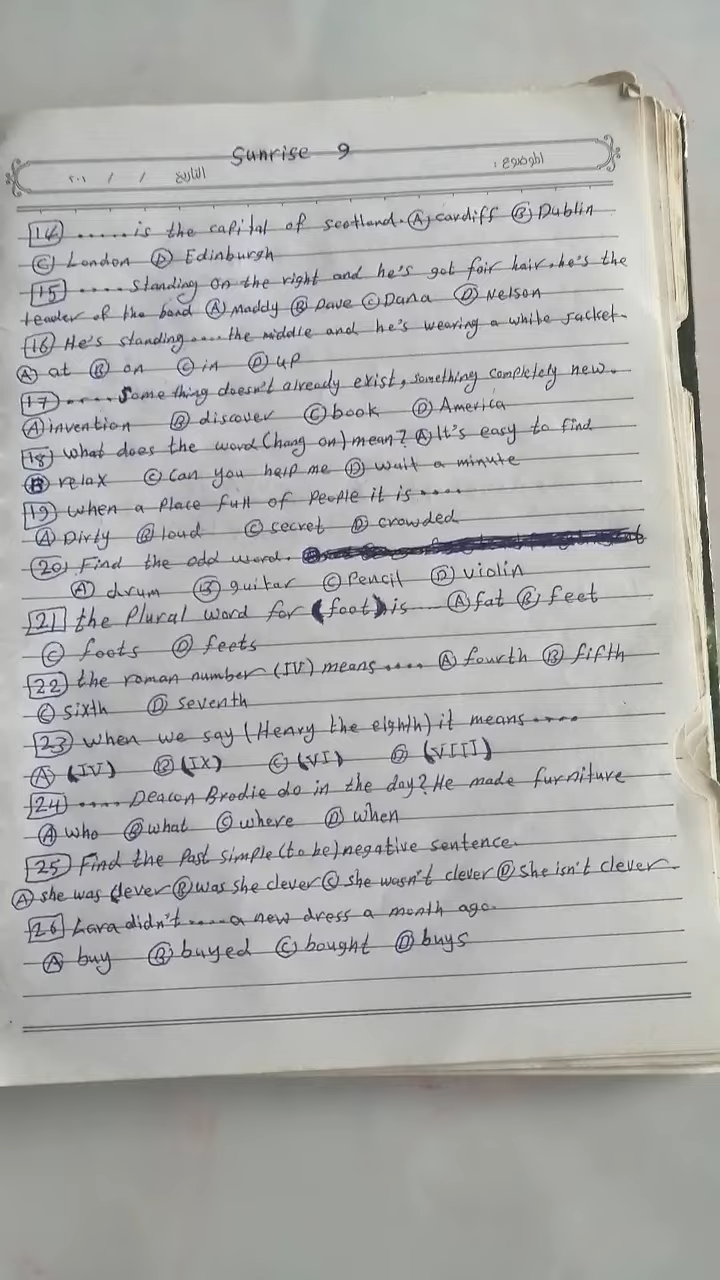 Sunrise 9
الموضوع :
التاريخ / / ٢٠١
14 ...... is the capital of scotland. A) cardiff B) Dublin
C) London D) Edinburgh
15 .... Standing on the right and he's got fair hair, he's the
leader of the band A) Maddy B) Dave C) Dana D) Nelson
16 He's standing .... the middle and he's wearing a white jacket.
A) at B) on C) in D) up
17 .... Something doesn't already exist, something completely new.
A) invention B) discover C) book D) America
18 what does the word (hang on) mean? A) It's easy to find
B relax C) Can you help me D) wait a minute
19 when a Place full of People it is ....
A) Dirty B) loud C) secret D) crowded
20) Find the odd word.
A) drum B) guitar C) Pencil D) violin
21 the Plural word for (foot) is ... A) fat B) feet
C) foots D) feets
22) the roman number (IV) means .... A) fourth B) fifth
C) sixth D) seventh
23) when we say (Henry the eighth) it means ....
A) (IV) B) (IX) C) (VI) D) (VIII)
24 .... Deacon Brodie do in the day? He made furniture
A) who B) what C) where D) when
25) Find the Past simple (to be) negative sentence.
A) she was clever B) was she clever C) she wasn't clever D) she isn't clever.
26) Lara didn't .... a new dress a month ago.
A) buy B) buyed C) bought D) buys